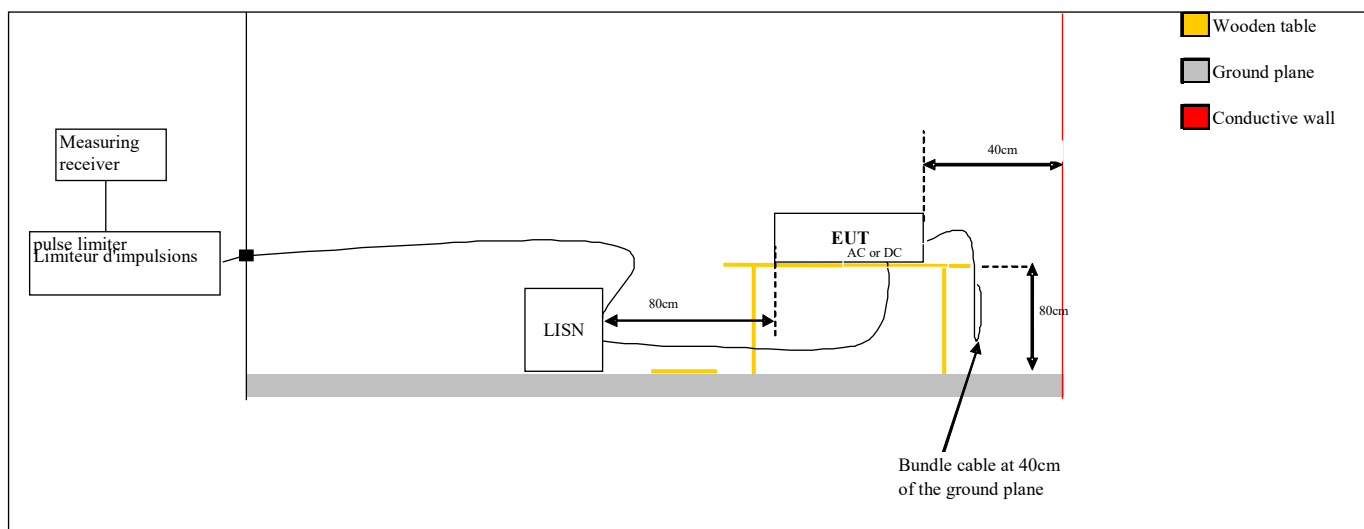 Wooden table
Ground plane
Conductive wall
Measuring
receiver
40cm
pulse limiter
Limiteur d'impulsions
EUT
AC or DC
80cm
80cm
LISN
Bundle cable at 40cm
of the ground plane